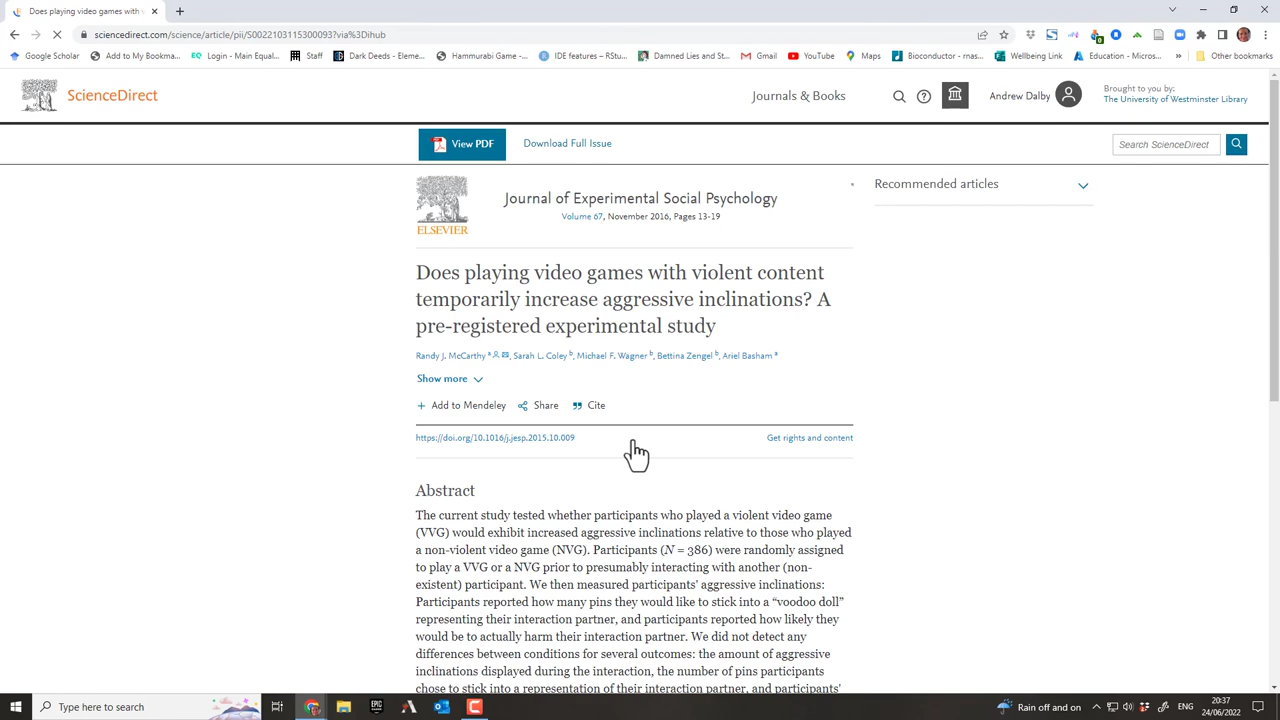 Does playing video games with
sciencedirect.com/science/article/pii/S0022103115300093?via%3Dihub
Google Scholar
Add to My Bookma...
Login - Main Equal...
Staff
Dark Deeds - Eleme...
Hammurabi Game -...
IDE features – RStu...
Damned Lies and St...
Gmail
YouTube
Maps
Bioconductor - rnas...
Wellbeing Link
Education - Micros...
»
Other bookmarks
ScienceDirect
Journals & Books
Andrew Dalby
Brought to you by:
The University of Westminster Library
View PDF
Download Full Issue
Search ScienceDirect
ELSEVIER
Journal of Experimental Social Psychology
Volume 67, November 2016, Pages 13-19
Recommended articles
Does playing video games with violent content
temporarily increase aggressive inclinations? A
pre-registered experimental study
Randy J. McCarthy a, Sarah L. Coley b, Michael F. Wagner b, Bettina Zengel b, Ariel Basham a
Show more
+ Add to Mendeley Share Cite
https://doi.org/10.1016/j.jesp.2015.10.009
Get rights and content
Abstract
The current study tested whether participants who played a violent video game
(VVG) would exhibit increased aggressive inclinations relative to those who played
a non-violent video game (NVG). Participants (N = 386) were randomly assigned
to play a VVG or a NVG prior to presumably interacting with another (non-
existent) participant. We then measured participants' aggressive inclinations:
Participants reported how many pins they would like to stick into a “voodoo doll”
representing their interaction partner, and participants reported how likely they
would be to actually harm their interaction partner. We did not detect any
differences between conditions for several outcomes: the amount of aggressive
inclinations displayed during the interaction, the number of pins participants
chose to stick into a representation of their interaction partner, and participants'
Type here to search
EPIC
Rain off and on
ENG
20:37
24/06/2022